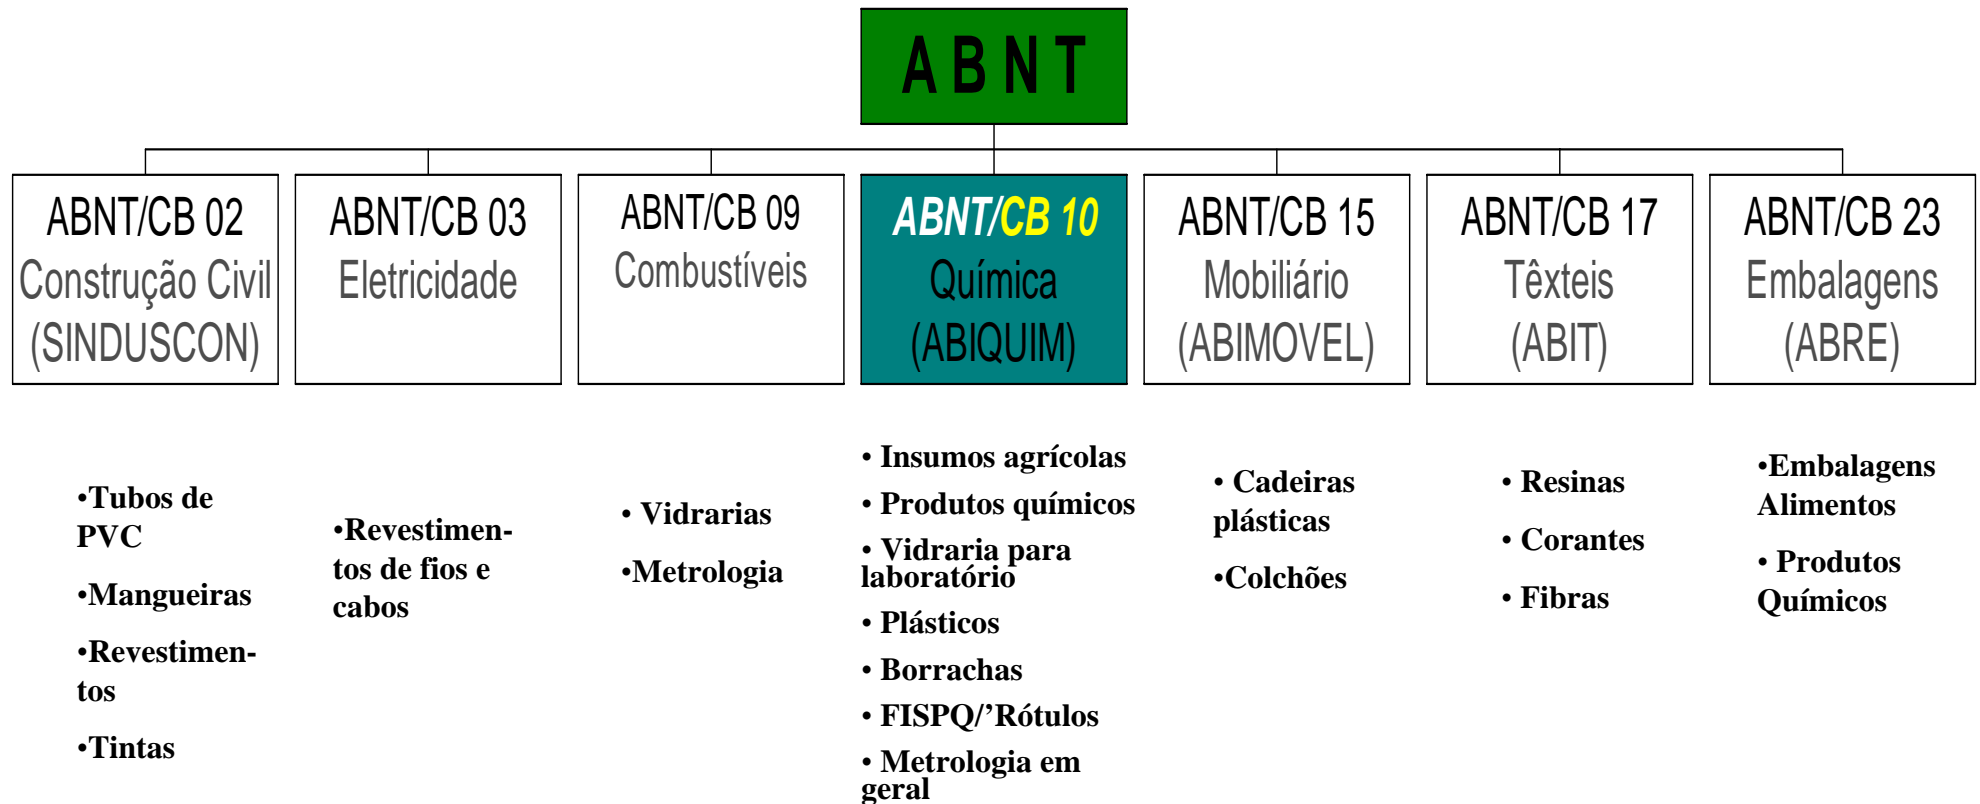 A B N T
ABNT/CB 02
Construção Civil
(SINDUSCON)
ABNT/CB 03
Eletricidade
ABNT/CB 09
Combustíveis
ABNT/CB 10
Química
(ABIQUIM)
ABNT/CB 15
Mobiliário
(ABIMOVEL)
ABNT/CB 17
Têxteis
(ABIT)
ABNT/CB 23
Embalagens
(ABRE)
•Tubos de
PVC
•Mangueiras
•Revestimen-
tos
•Tintas
•Revestimen-
tos de fios e
cabos
• Vidrarias
•Metrologia
• Insumos agrícolas
• Produtos químicos
• Vidraria para
laboratório
• Plásticos
• Borrachas
• FISPQ/’Rótulos
• Metrologia em
geral
• Cadeiras
plásticas
•Colchões
• Resinas
• Corantes
• Fibras
•Embalagens
Alimentos
• Produtos
Químicos